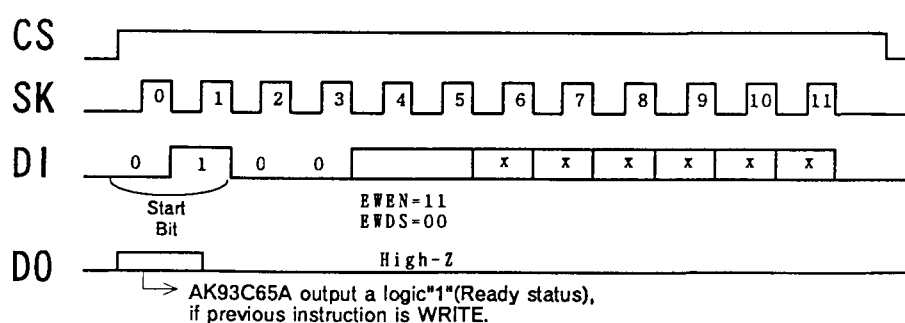 CS
SK 0 1 2 3 4 5 6 7 8 9 10 11
DI 0 1 0 0 x x x x x x
Start
Bit
EWEN=11
EWDS=00
DO High-Z
AK93C65A output a logic"1"(Ready status),
if previous instruction is WRITE.